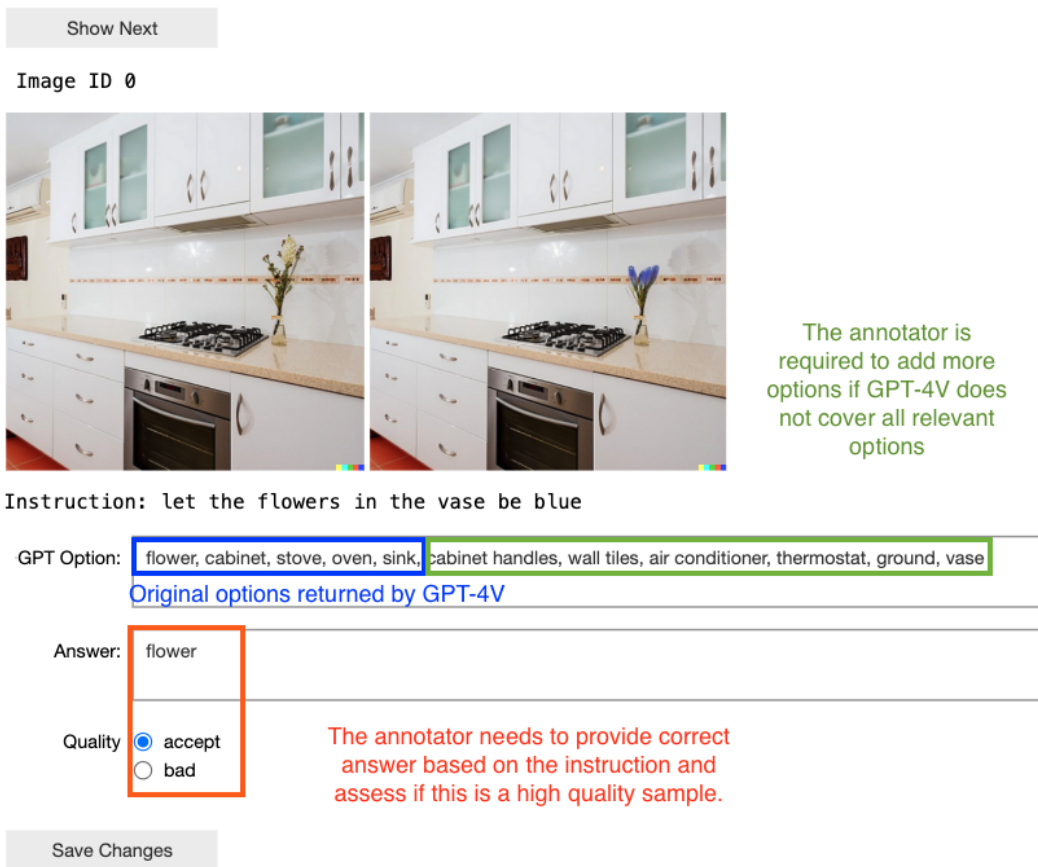 Show Next
Image ID 0
The annotator is
required to add more
options if GPT-4V does
not cover all relevant
options
Instruction: let the flowers in the vase be blue
GPT Option: flower, cabinet, stove, oven, sink, cabinet handles, wall tiles, air conditioner, thermostat, ground, vase
Original options returned by GPT-4V
Answer: flower
Quality accept
bad
The annotator needs to provide correct
answer based on the instruction and
assess if this is a high quality sample.
Save Changes